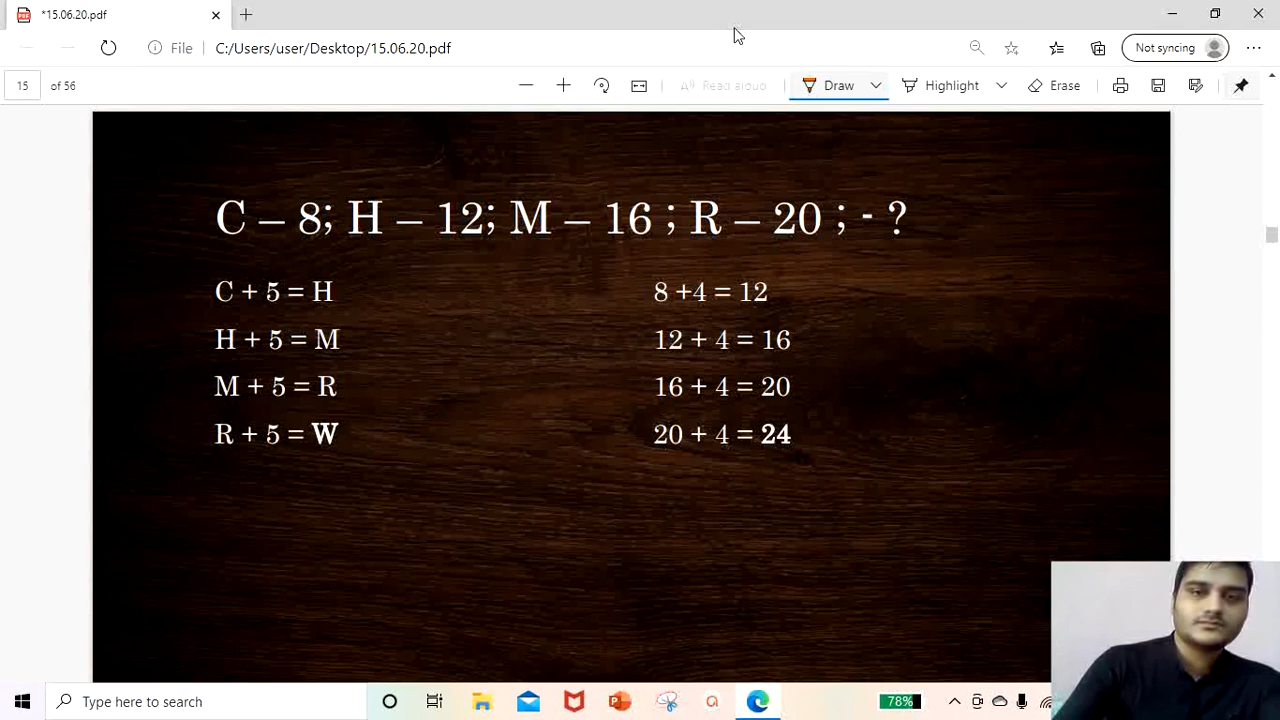 *15.06.20.pdf
File C:/Users/user/Desktop/15.06.20.pdf Not syncing
15 of 56 Read aloud Draw Highlight Erase
C – 8; H – 12; M – 16 ; R – 20 ; - ?
C + 5 = H 8 +4 = 12
H + 5 = M 12 + 4 = 16
M + 5 = R 16 + 4 = 20
R + 5 = W 20 + 4 = 24
Type here to search 78%